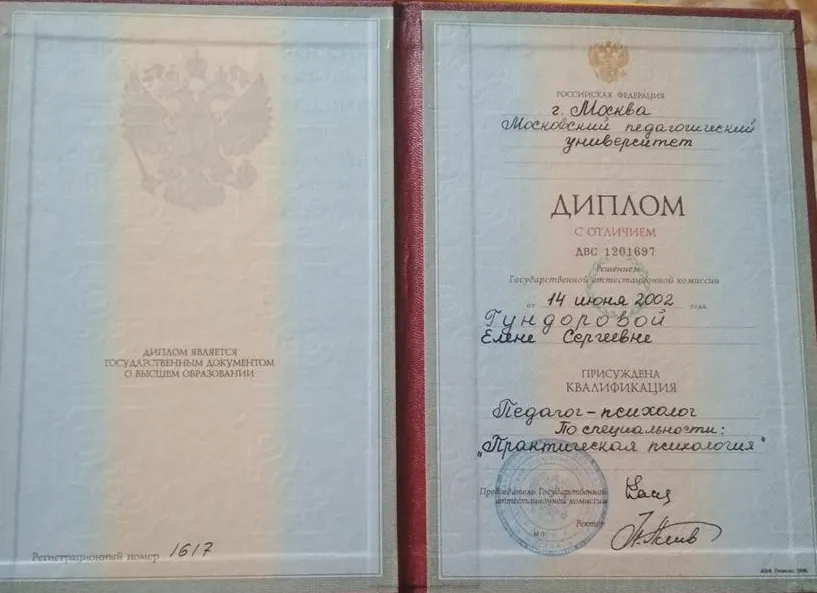 ДИПЛОМ ЯВЛЯЕТСЯ
ГОСУДАРСТВЕННЫМ ДОКУМЕНТОМ
О ВЫСШЕМ ОБРАЗОВАНИИ
Регистрационный номер 1617
РОССИЙСКАЯ ФЕДЕРАЦИЯ
г. Москва
Московский педагогический
университет
ДИПЛОМ
С ОТЛИЧИЕМ
ДВС 1201697
Решением
Государственной аттестационной комиссии
от 14 июня 2002 года
Гундоровой
Елене Сергеевне
ПРИСУЖДЕНА
КВАЛИФИКАЦИЯ
Педагог-психолог
По специальности:
„Практическая психология"
Председатель Государственной
аттестационной комиссии
Ректор